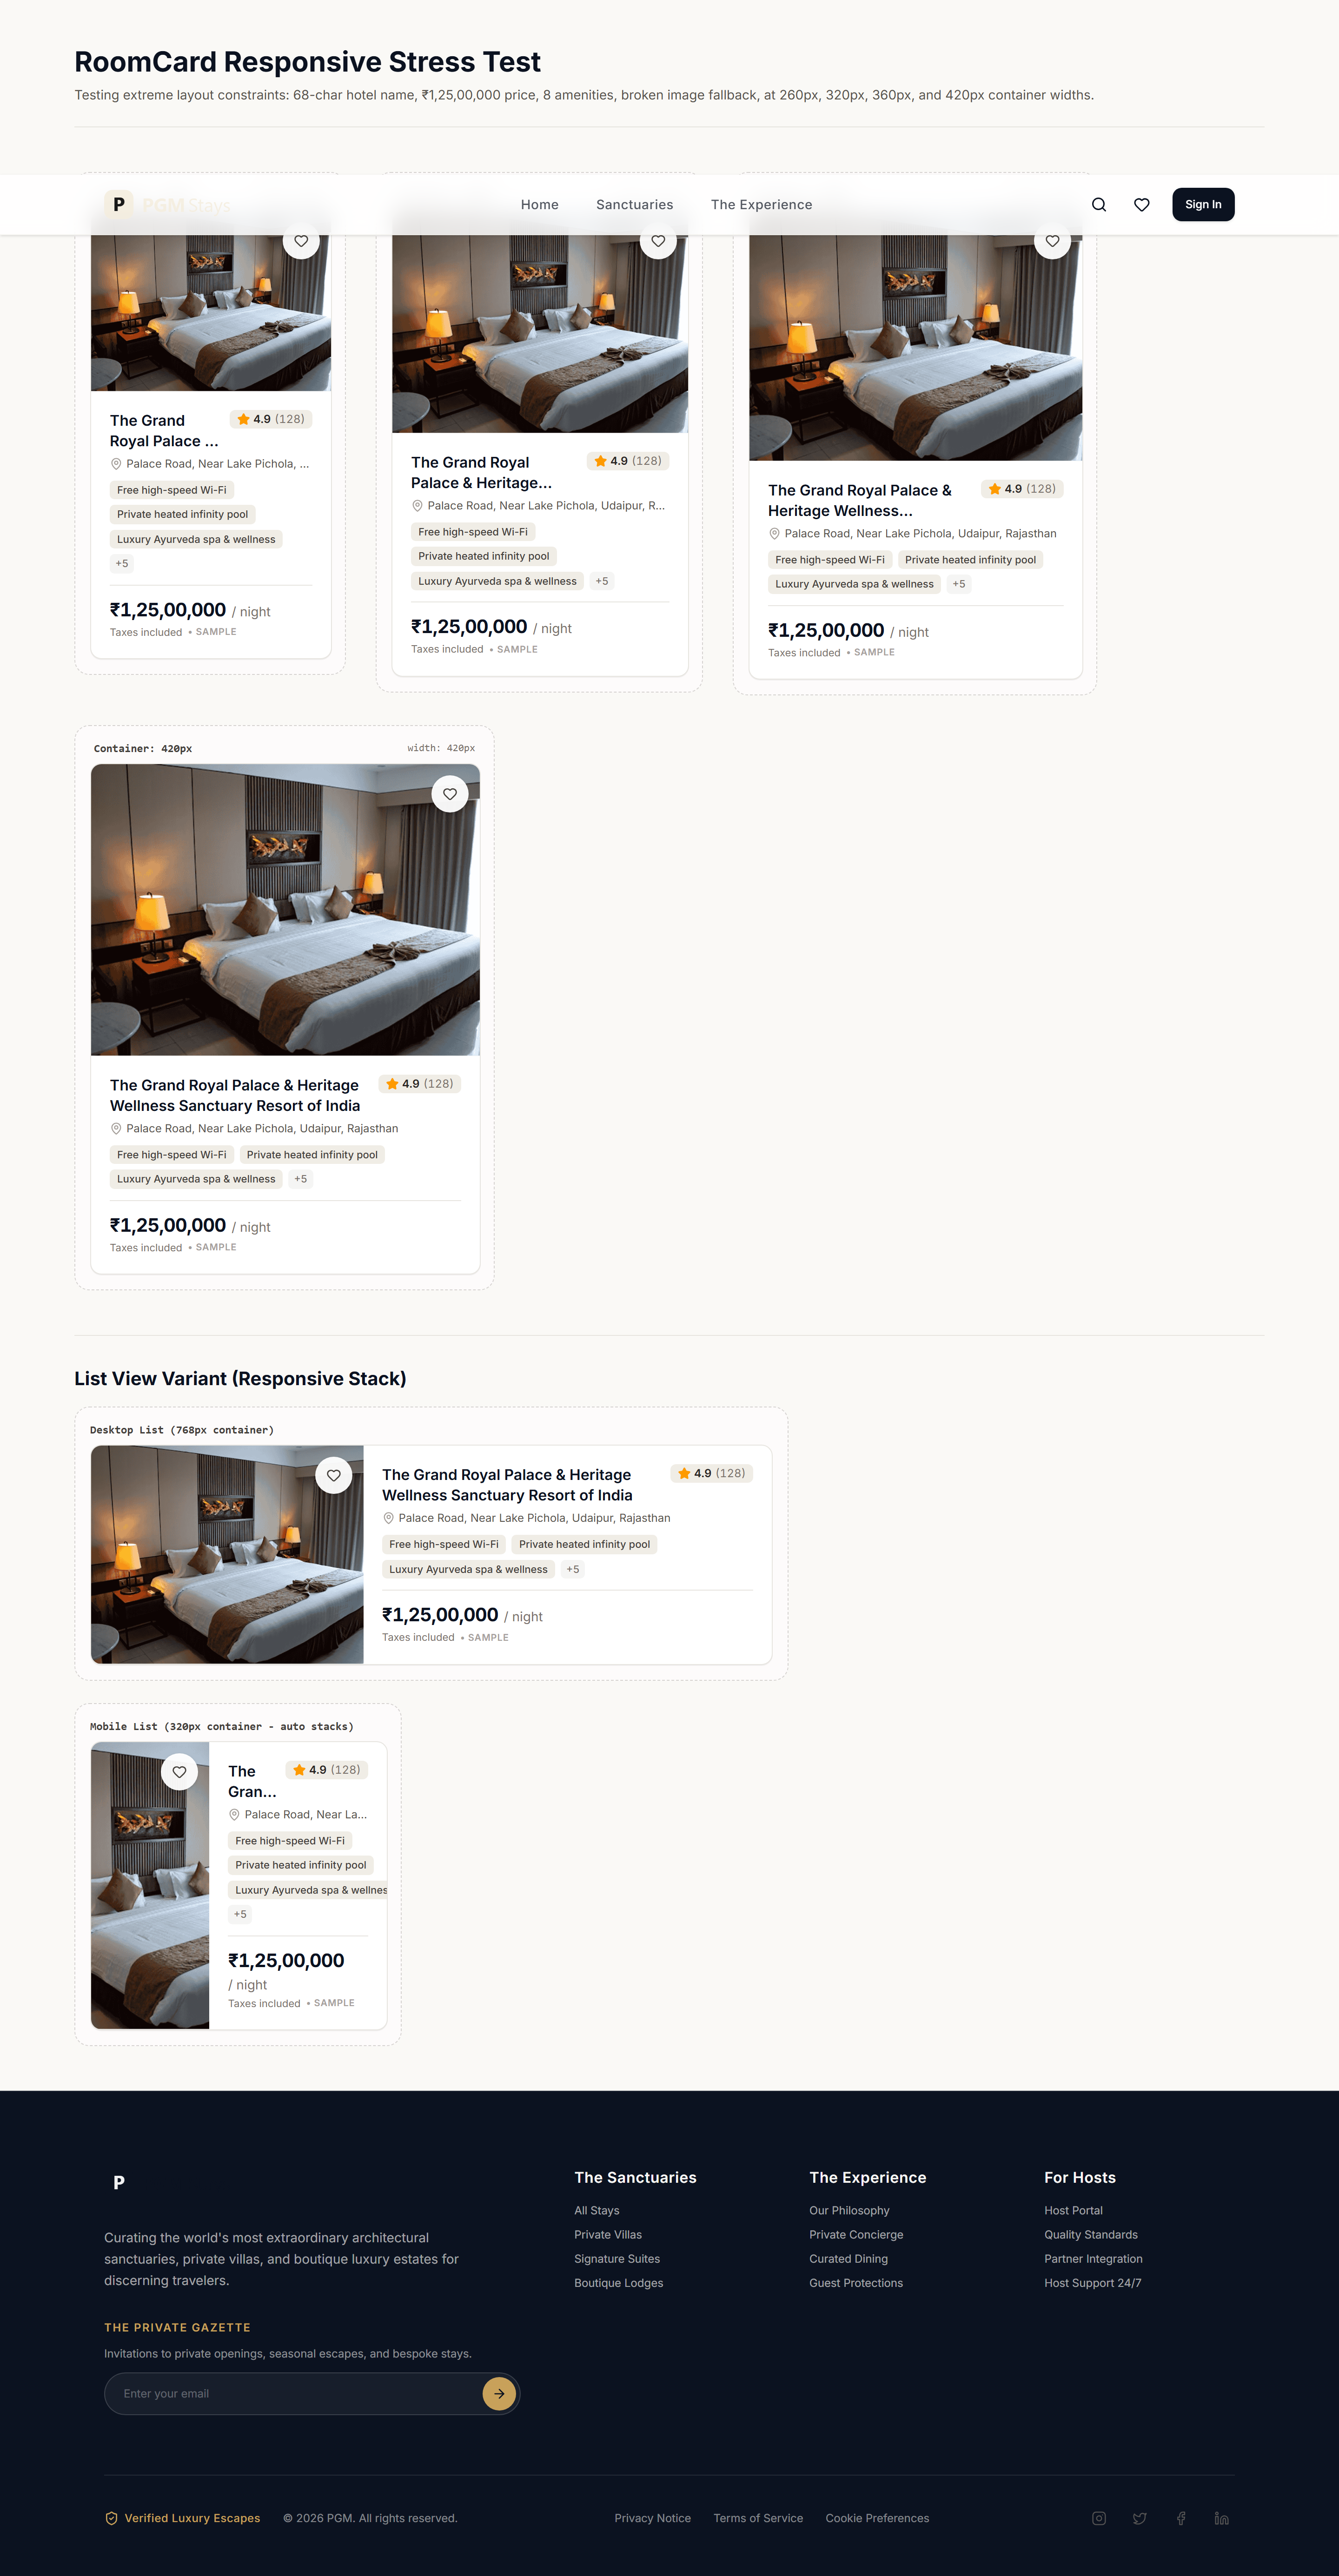 RoomCard Responsive Stress Test
Testing extreme layout constraints: 68-char hotel name, ₹1,25,00,000 price, 8 amenities, broken image fallback, at 260px, 320px, 360px, and 420px container widths.
P PGM Stays
Home
Sanctuaries
The Experience
Sign In
The Grand
Royal Palace ...
4.9 (128)
Palace Road, Near Lake Pichola, ...
Free high-speed Wi-Fi
Private heated infinity pool
Luxury Ayurveda spa & wellness
+5
₹1,25,00,000 / night
Taxes included • SAMPLE
The Grand Royal
Palace & Heritage...
4.9 (128)
Palace Road, Near Lake Pichola, Udaipur, R...
Free high-speed Wi-Fi
Private heated infinity pool
Luxury Ayurveda spa & wellness +5
₹1,25,00,000 / night
Taxes included • SAMPLE
The Grand Royal Palace &
Heritage Wellness...
4.9 (128)
Palace Road, Near Lake Pichola, Udaipur, Rajasthan
Free high-speed Wi-Fi Private heated infinity pool
Luxury Ayurveda spa & wellness +5
₹1,25,00,000 / night
Taxes included • SAMPLE
Container: 420px width: 420px
The Grand Royal Palace & Heritage
Wellness Sanctuary Resort of India
4.9 (128)
Palace Road, Near Lake Pichola, Udaipur, Rajasthan
Free high-speed Wi-Fi Private heated infinity pool
Luxury Ayurveda spa & wellness +5
₹1,25,00,000 / night
Taxes included • SAMPLE
List View Variant (Responsive Stack)
Desktop List (768px container)
The Grand Royal Palace & Heritage
Wellness Sanctuary Resort of India
4.9 (128)
Palace Road, Near Lake Pichola, Udaipur, Rajasthan
Free high-speed Wi-Fi Private heated infinity pool
Luxury Ayurveda spa & wellness +5
₹1,25,00,000 / night
Taxes included • SAMPLE
Mobile List (320px container - auto stacks)
The
Gran...
4.9 (128)
Palace Road, Near La...
Free high-speed Wi-Fi
Private heated infinity pool
Luxury Ayurveda spa & wellnes
+5
₹1,25,00,000
/ night
Taxes included • SAMPLE
P
Curating the world's most extraordinary architectural
sanctuaries, private villas, and boutique luxury estates for
discerning travelers.
THE PRIVATE GAZETTE
Invitations to private openings, seasonal escapes, and bespoke stays.
Enter your email
The Sanctuaries
All Stays
Private Villas
Signature Suites
Boutique Lodges
The Experience
Our Philosophy
Private Concierge
Curated Dining
Guest Protections
For Hosts
Host Portal
Quality Standards
Partner Integration
Host Support 24/7
Verified Luxury Escapes
© 2026 PGM. All rights reserved.
Privacy Notice
Terms of Service
Cookie Preferences